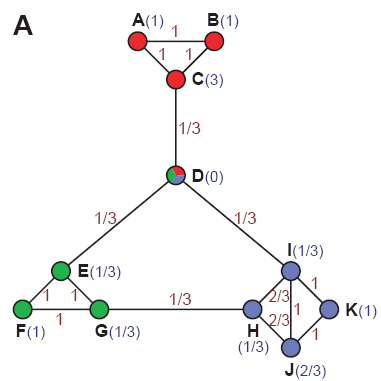 A
A(1) 1 B(1)
1 1
C(3)
1/3
D(0)
1/3 1/3
E(1/3) I(1/3)
1 1 2/3 1 1
F(1) 1 G(1/3) 1/3 H (1/3) 2/3 1 K(1)
J(2/3)